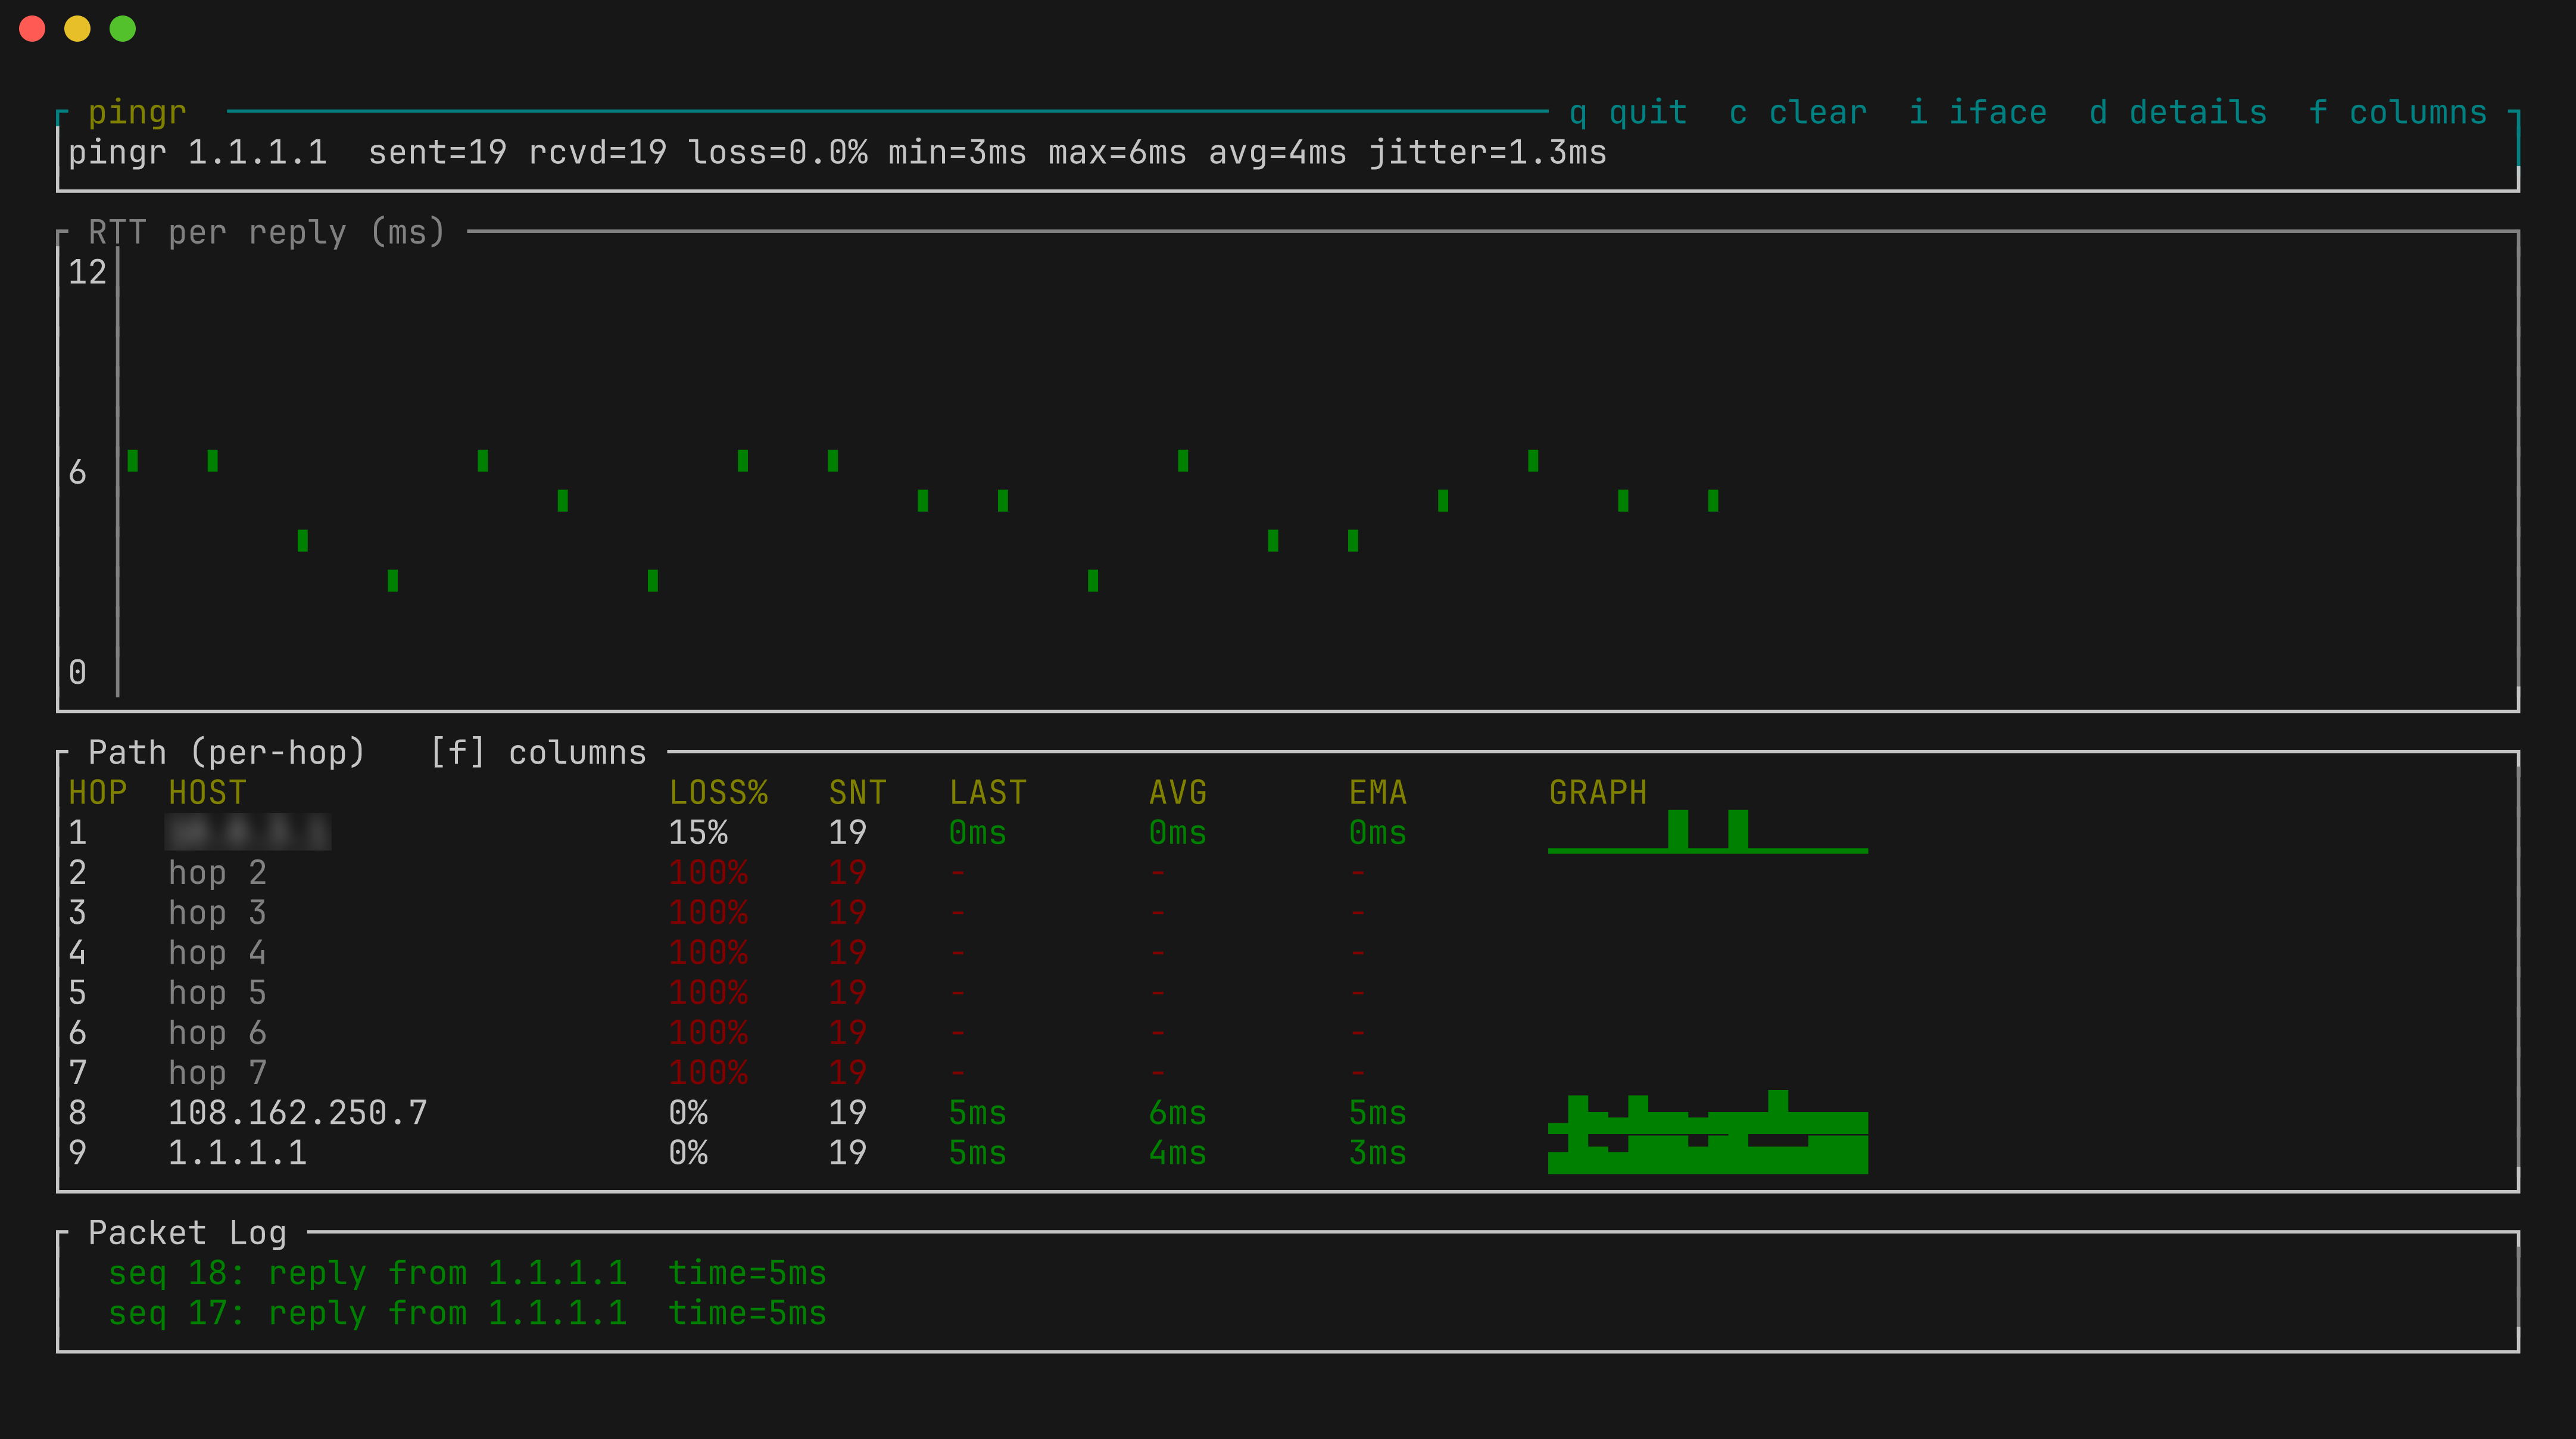 pingr q quit c clear i iface d details f columns
pingr 1.1.1.1 sent=19 rcvd=19 loss=0.0% min=3ms max=6ms avg=4ms jitter=1.3ms
RTT per reply (ms)
12
6
0
Path (per-hop) [f] columns
HOP HOST LOSS% SNT LAST AVG EMA GRAPH
1 15% 19 0ms 0ms 0ms
2 hop 2 100% 19 - - -
3 hop 3 100% 19 - - -
4 hop 4 100% 19 - - -
5 hop 5 100% 19 - - -
6 hop 6 100% 19 - - -
7 hop 7 100% 19 - - -
8 108.162.250.7 0% 19 5ms 6ms 5ms
9 1.1.1.1 0% 19 5ms 4ms 3ms
Packet Log
seq 18: reply from 1.1.1.1 time=5ms
seq 17: reply from 1.1.1.1 time=5ms